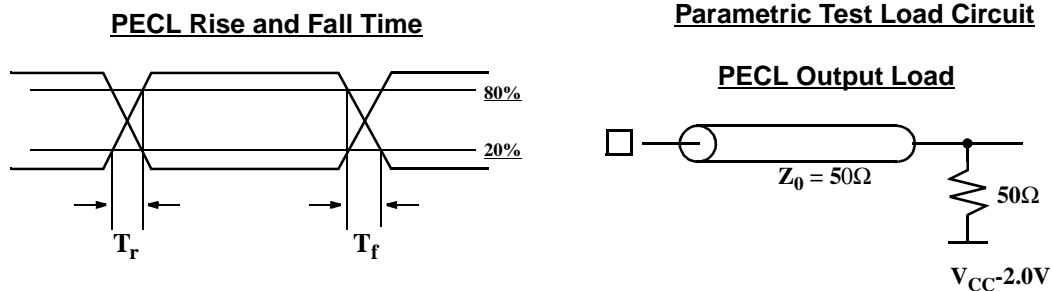 PECL Rise and Fall Time
80%
20%
Tr
Tf
Parametric Test Load Circuit
PECL Output Load
Z0 = 50Ω
50Ω
VCC-2.0V